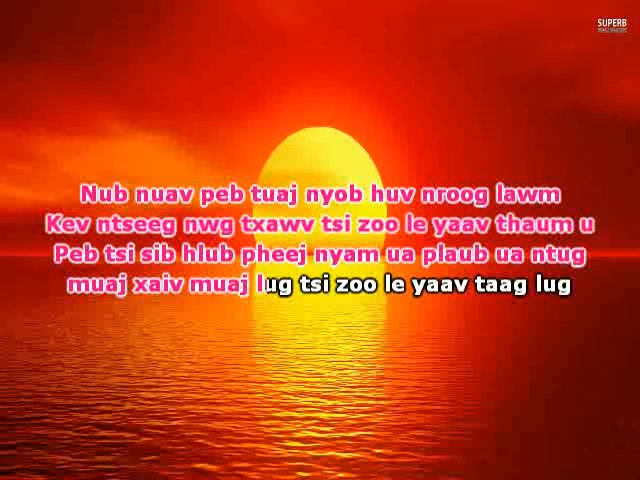 SUPERB
Nub nuav peb tuaj nyob huv nroog lawm
Kev ntseeg nwg txawv tsi zoo le yaav thaum u
Peb tsi sib hlub pheej nyam ua plaub ua ntug
muaj xaiv muaj lug tsi zoo le yaav taag lug